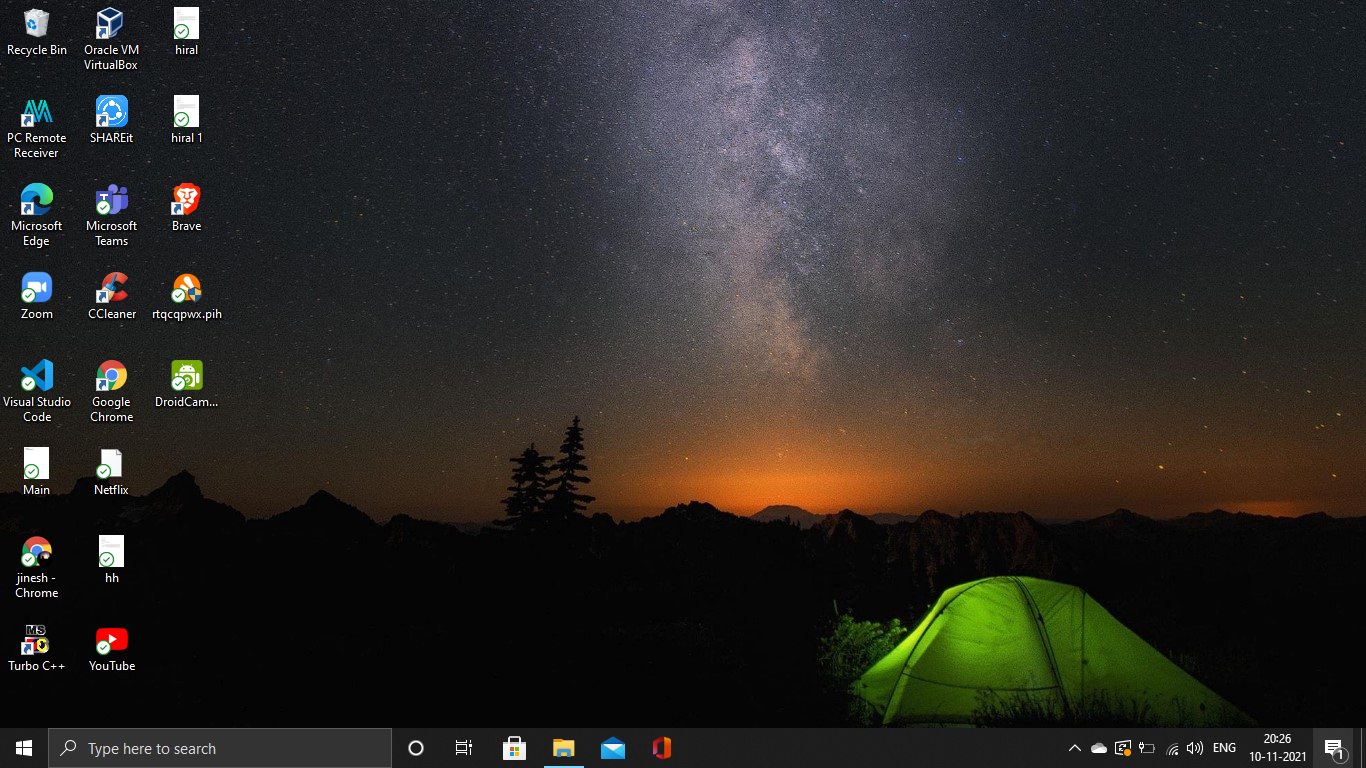 Recycle Bin
Oracle VM
VirtualBox
hiral
PC Remote
Receiver
SHAREit
hiral 1
Microsoft
Edge
Microsoft
Teams
Brave
Zoom
CCleaner
rtqcqpwx.pih
Visual Studio
Code
Google
Chrome
DroidCam...
Main
Netflix
jinesh -
Chrome
hh
MS
Turbo C++
YouTube
Type here to search
ENG
20:26
10-11-2021
1